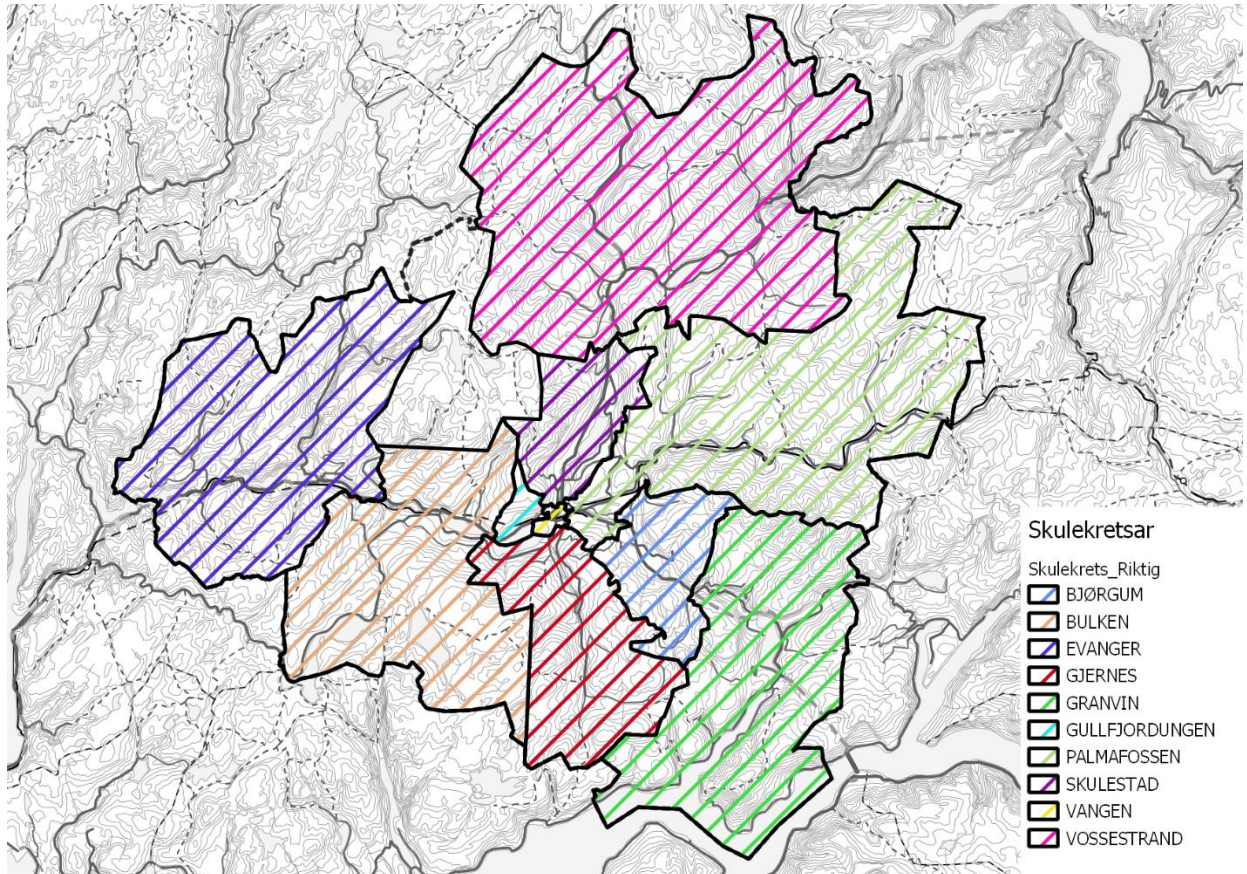 Skulekretsar
Skulekrets_Riktig
BJØRGUM
BULKEN
EVANGER
GJERNES
GRANVIN
GULLFJORDUNGEN
PALMAFOSSEN
SKULESTAD
VANGEN
VOSSESTRAND